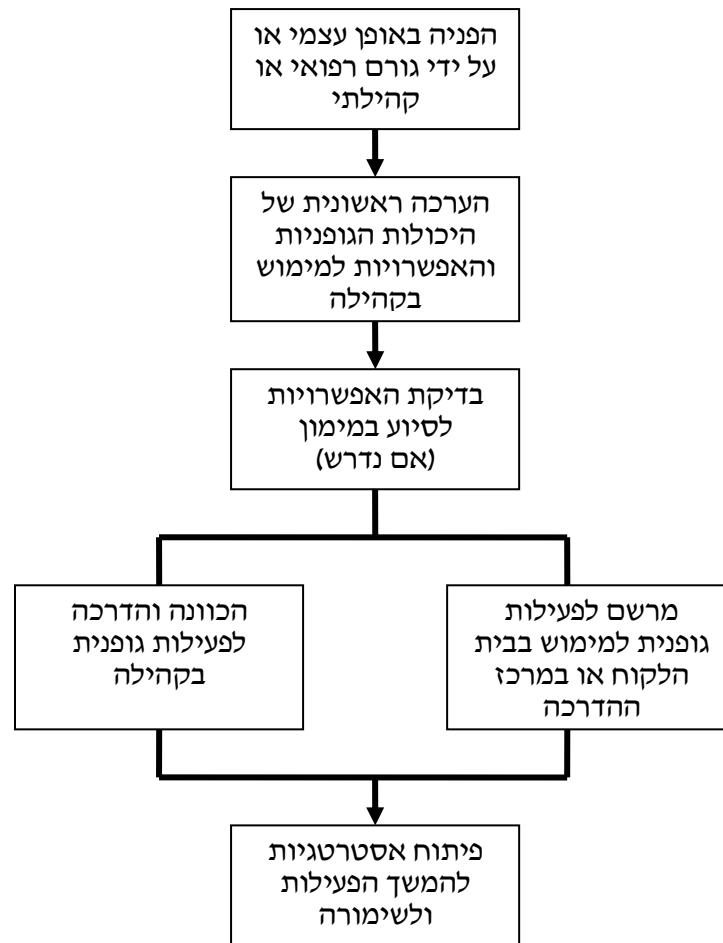 הפניה באופן עצמי או
על ידי גורם רפואי או
קהילתי
הערכה ראשונית של
היכולות הגופניות
והאפשרויות למימוש
בקהילה
בדיקת האפשרויות
לסיוע במימון
(אם נדרש)
מרשם לפעילות
גופנית למימוש בבית
הלקוח או במרכז
ההדרכה
הכוונה והדרכה
לפעילות גופנית
בקהילה
פיתוח אסטרטגיות
להמשך הפעילות
ולשימורה